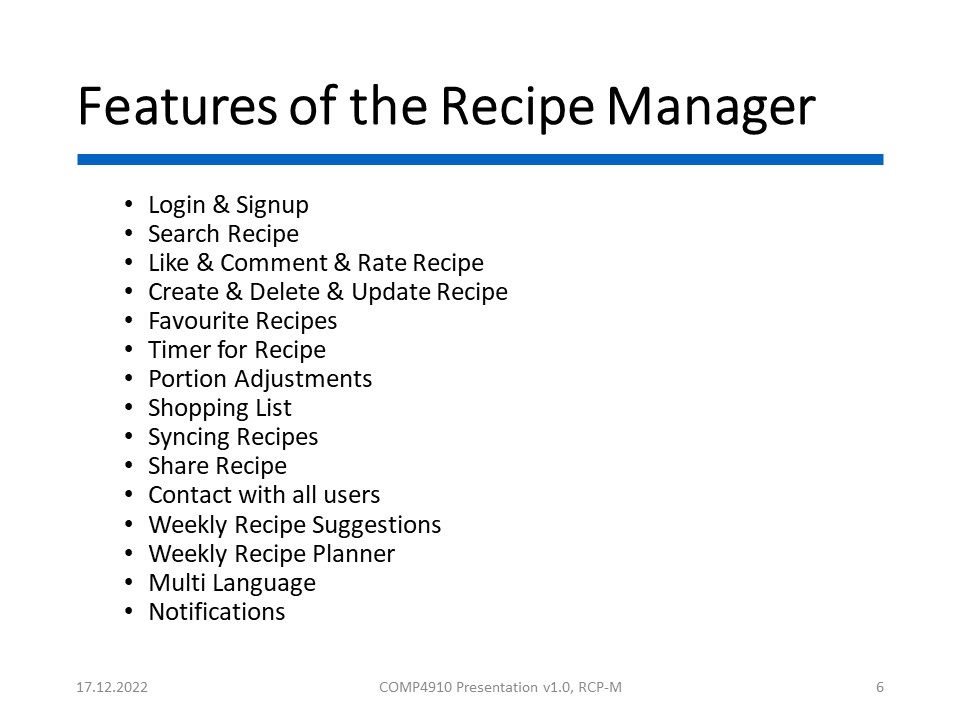 Features of the Recipe Manager
• Login & Signup
• Search Recipe
• Like & Comment & Rate Recipe
• Create & Delete & Update Recipe
• Favourite Recipes
• Timer for Recipe
• Portion Adjustments
• Shopping List
• Syncing Recipes
• Share Recipe
• Contact with all users
• Weekly Recipe Suggestions
• Weekly Recipe Planner
• Multi Language
• Notifications
17.12.2022 COMP4910 Presentation v1.0, RCP-M 6